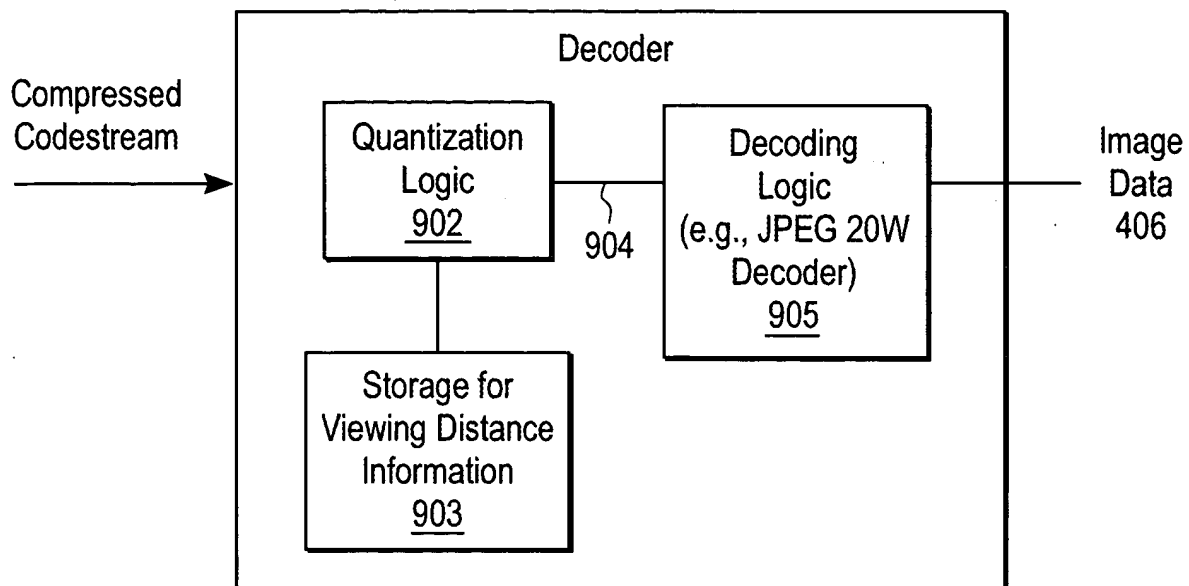 Decoder
Compressed
Codestream
Quantization
Logic
902
904
Decoding
Logic
(e.g., JPEG 20W
Decoder)
905
Image
Data
406
Storage for
Viewing Distance
Information
903